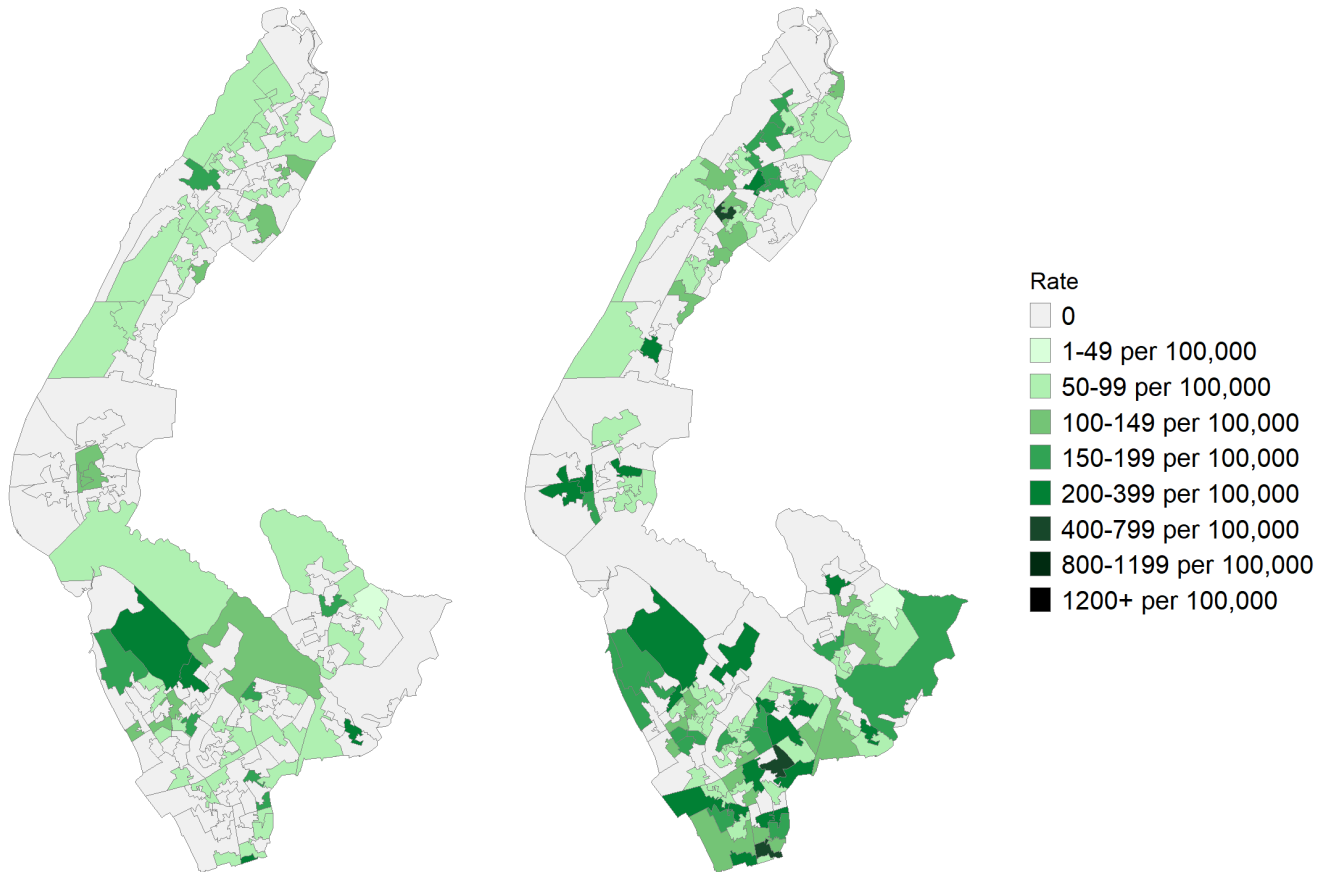 Rate
0
1-49 per 100,000
50-99 per 100,000
100-149 per 100,000
150-199 per 100,000
200-399 per 100,000
400-799 per 100,000
800-1199 per 100,000
1200+ per 100,000